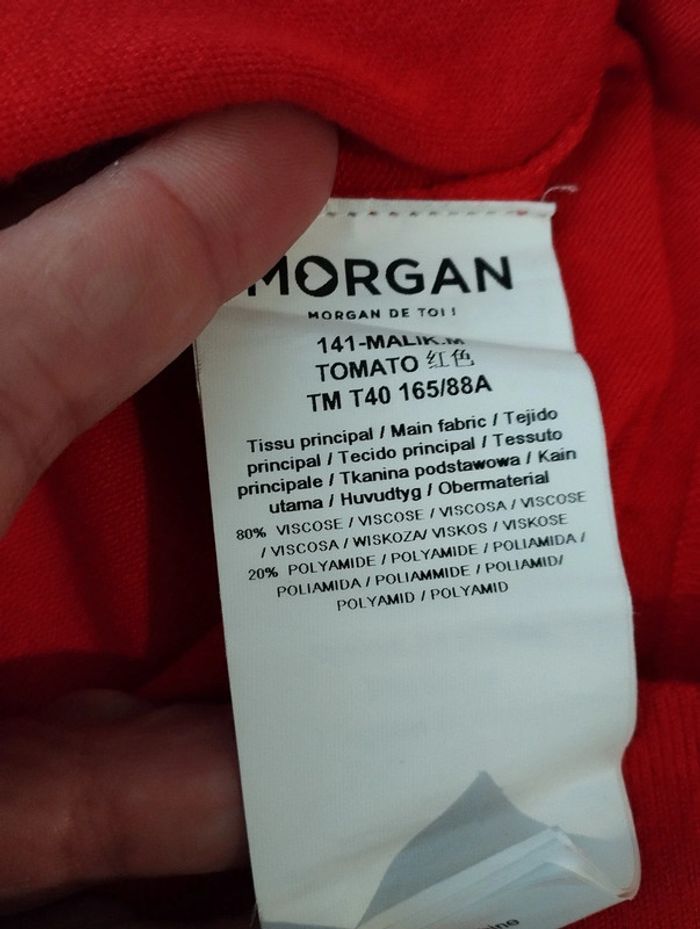 MORGAN
MORGAN DE TOI !
141-MALIK.M
TOMATO 红色
TM T40 165/88A
Tissu principal / Main fabric / Tejido
principal / Tecido principal / Tessuto
principale / Tkanina podstawowa / Kain
utama / Huvudtyg / Obermaterial
80% VISCOSE / VISCOSE / VISCOSA / VISCOSE
/ VISCOSA / WISKOZA/ VISKOS / VISKOSE
20% POLYAMIDE / POLYAMIDE / POLIAMIDA /
POLIAMIDA / POLIAMMIDE / POLIAMID/
POLYAMID / POLYAMID